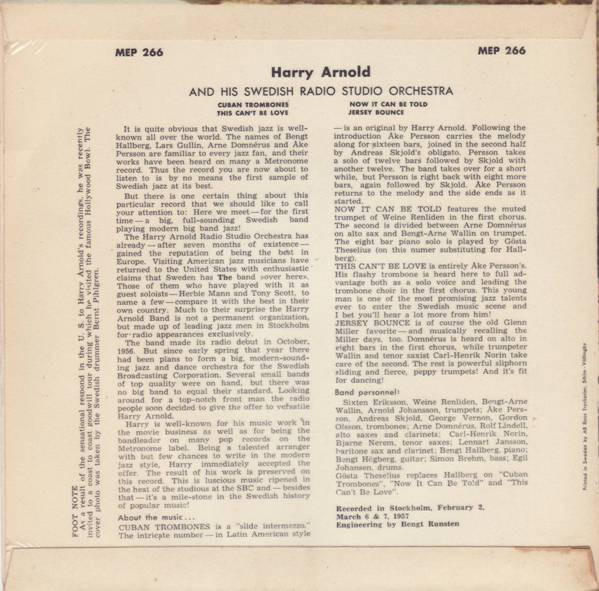 MEP 266
MEP 266
Harry Arnold
AND HIS SWEDISH RADIO STUDIO ORCHESTRA
CUBAN TROMBONES
THIS CAN'T BE LOVE
NOW IT CAN BE TOLD
JERSEY BOUNCE
It is quite obvious that Swedish jazz is well-
known all over the world. The names of Bengt
Hallberg, Lars Gullin, Arne Domnérus and Åke
Persson are familiar to every jazz fan, and their
works have been heard on many a Metronome
record. Thus the record you are now about to
listen to is by no means the first sample of
Swedish jazz at its best.
But there is one certain thing about this
particular record that we should like to call
your attention to: Here we meet — for the first
time — a big, full-sounding Swedish band
playing modern big band jazz!
The Harry Arnold Radio Studio Orchestra has
already — after seven months of existence —
gained the reputation of being the best in
Europe. Visiting American jazz musicians have
returned to the United States with enthusiastic
claims that Sweden has The band »over here».
Those of them who have played with it as
guest soloists — Herbie Mann and Tony Scott, to
name a few — compare it with the best in their
own country. Much to their surprise the Harry
Arnold Band is not a permanent organization,
but made up of leading jazz men in Stockholm
for radio appearances exclusively.
The band made its radio debut in October,
1956. But since early spring that year there
had been plans to form a big, modern-sound-
ing jazz and dance orchestra for the Swedish
Broadcasting Corporation. Several small bands
of top quality were on hand, but there was
no big band to equal their standard. Looking
around for a top-notch front man the radio
people soon decided to give the offer to versatile
Harry Arnold.
Harry is well-known for his music work in
the movie business as well as for being the
bandleader on many pop records on the
Metronome label. Being a talented arranger
with but few chances to write in the modern
jazz style, Harry immediately accepted the
offer. The result of his work is preserved on
this record. This is luscious music ripened in
the heat of the studious at the SBC and — besides
that — it's a mile-stone in the Swedish history
of popular music!
About the music...
CUBAN TROMBONES is a "slide intermezzo."
The intricate number — in Latin American style
— is an original by Harry Arnold. Following the
introduction Åke Persson carries the melody
along for sixteen bars, joined in the second half
by Andreas Skjold's obligato. Persson takes
a solo of twelve bars followed by Skjold with
another twelve. The band takes over for a short
while, but Persson is right back with eight more
bars, again followed by Skjold. Åke Persson
returns to the melody and the side ends as it
started.
NOW IT CAN BE TOLD features the muted
trumpet of Weine Renliden in the first chorus.
The second is divided between Arne Domnérus
on alto sax and Bengt-Arne Wallin on trumpet.
The eight bar piano solo is played by Gösta
Theselius (on this numer substituting for Hall-
berg).
THIS CAN'T BE LOVE is entirely Åke Persson's.
His flashy trombone is heard here to full ad-
vantage both as a solo voice and leading the
trombone choir in the first chorus. This young
man is one of the most promising jazz talents
ever to enter the Swedish music scene and
I bet you'll hear a lot more from him!
JERSEY BOUNCE is of course the old Glenn
Miller favorite — and musically recalling the
Miller days, too. Domnérus is heard on alto in
eight bars in the first chorus, while trumpeter
Wallin and tenor saxist Carl-Henrik Norin take
care of the second. The rest is powerful sliphorn
sliding and fierce, peppy trumpets! And it's fit
for dancing!
Band personnel:
Sixten Eriksson, Weine Renliden, Bengt-Arne
Wallin, Arnold Johansson, trumpets; Åke Pers-
son, Andreas Skjold, George Vernon, Gordon
Olsson, trombones; Arne Domnérus, Rolf Lindell,
alto saxes and clarinets; Carl-Henrik Norin,
Bjarne Nerem, tenor saxes; Lennart Jansson,
baritone sax and clarinet; Bengt Hallberg, piano;
Bengt Högberg, guitar; Simon Brehm, bass; Egil
Johansen, drums.
Gösta Theselius replaces Hallberg on "Cuban
Trombones", "Now It Can Be To'd" and "This
Can't Be Love".
Recorded in Stockholm, February 2,
March 6 & 7, 1957
Engineering by Bengt Runsten
FOOT NOTE
As a result of the sensational respond in the U. S. to Harry Arnold's recordings, he was recently
invited to a coast to coast goodwill tour during which he visited the famous Hollywood Bowl. The
cover photo was taken by the Swedish drummer Bernt Pihlgren.
Printed in Sweden by AB